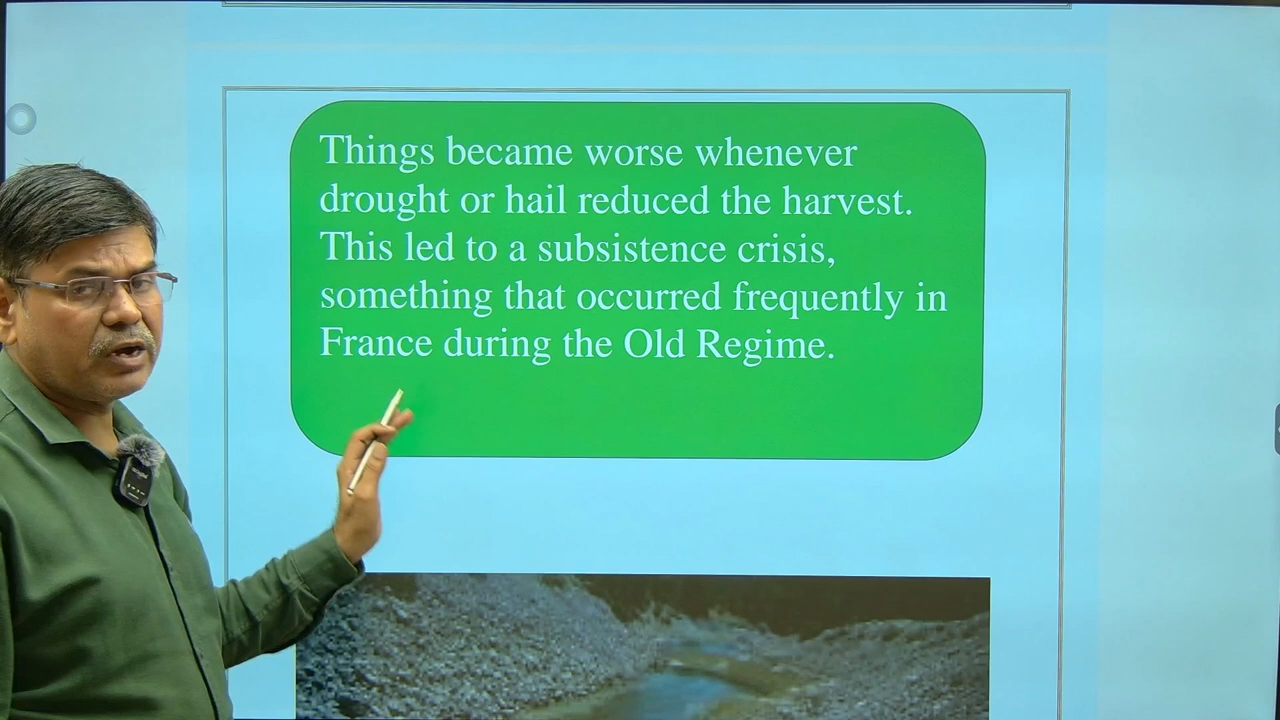 Things became worse whenever
drought or hail reduced the harvest.
This led to a subsistence crisis,
something that occurred frequently in
France during the Old Regime.